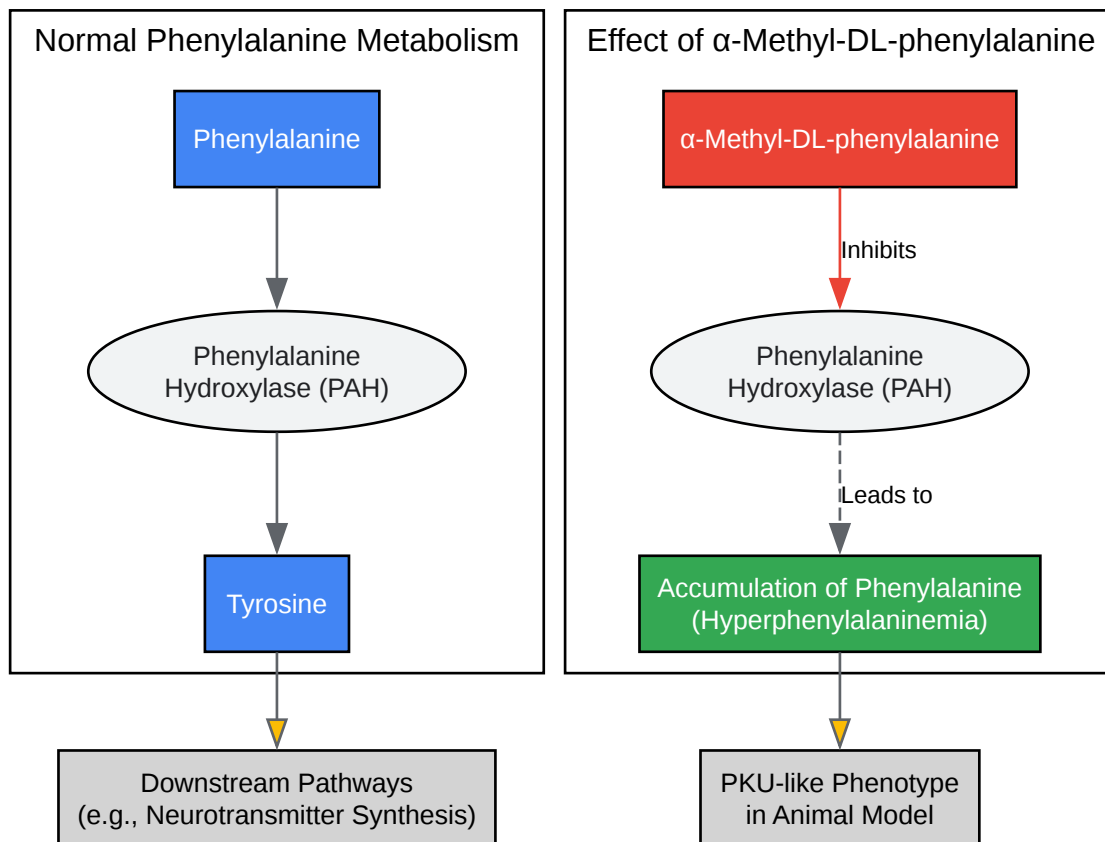 Normal Phenylalanine Metabolism
Phenylalanine
Phenylalanine
Hydroxylase (PAH)
Tyrosine
Downstream Pathways
(e.g., Neurotransmitter Synthesis)
Effect of α-Methyl-DL-phenylalanine
α-Methyl-DL-phenylalanine
Inhibits
Phenylalanine
Hydroxylase (PAH)
Leads to
Accumulation of Phenylalanine
(Hyperphenylalaninemia)
PKU-like Phenotype
in Animal Model